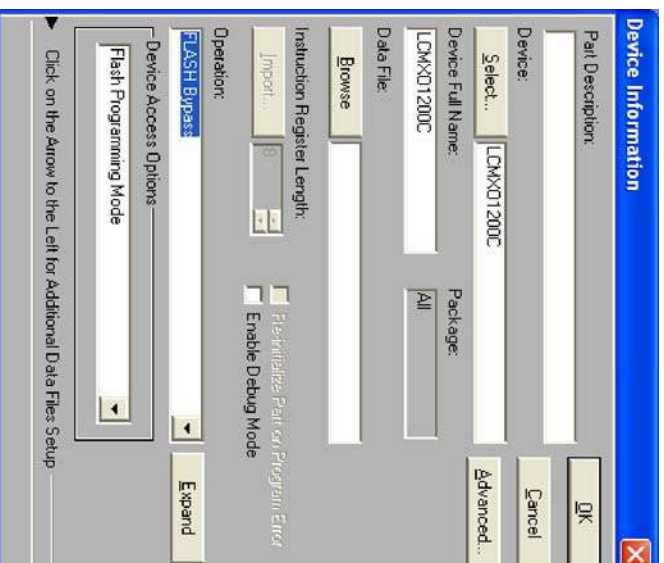 Device Information
Part Description:
OK
Device:
Cancel
Select...
LCMXO1200C
Advanced...
Device Full Name:
Package:
LCMXO1200C
All
Data File:
Browse
Instruction Register Length:
Import...
8
Re-initialize Part on Program Error
Enable Debug Mode
Operation:
FLASH Bypass
Expand
Device Access Options
Flash Programming Mode
Click on the Arrow to the Left for Additional Data Files Setup